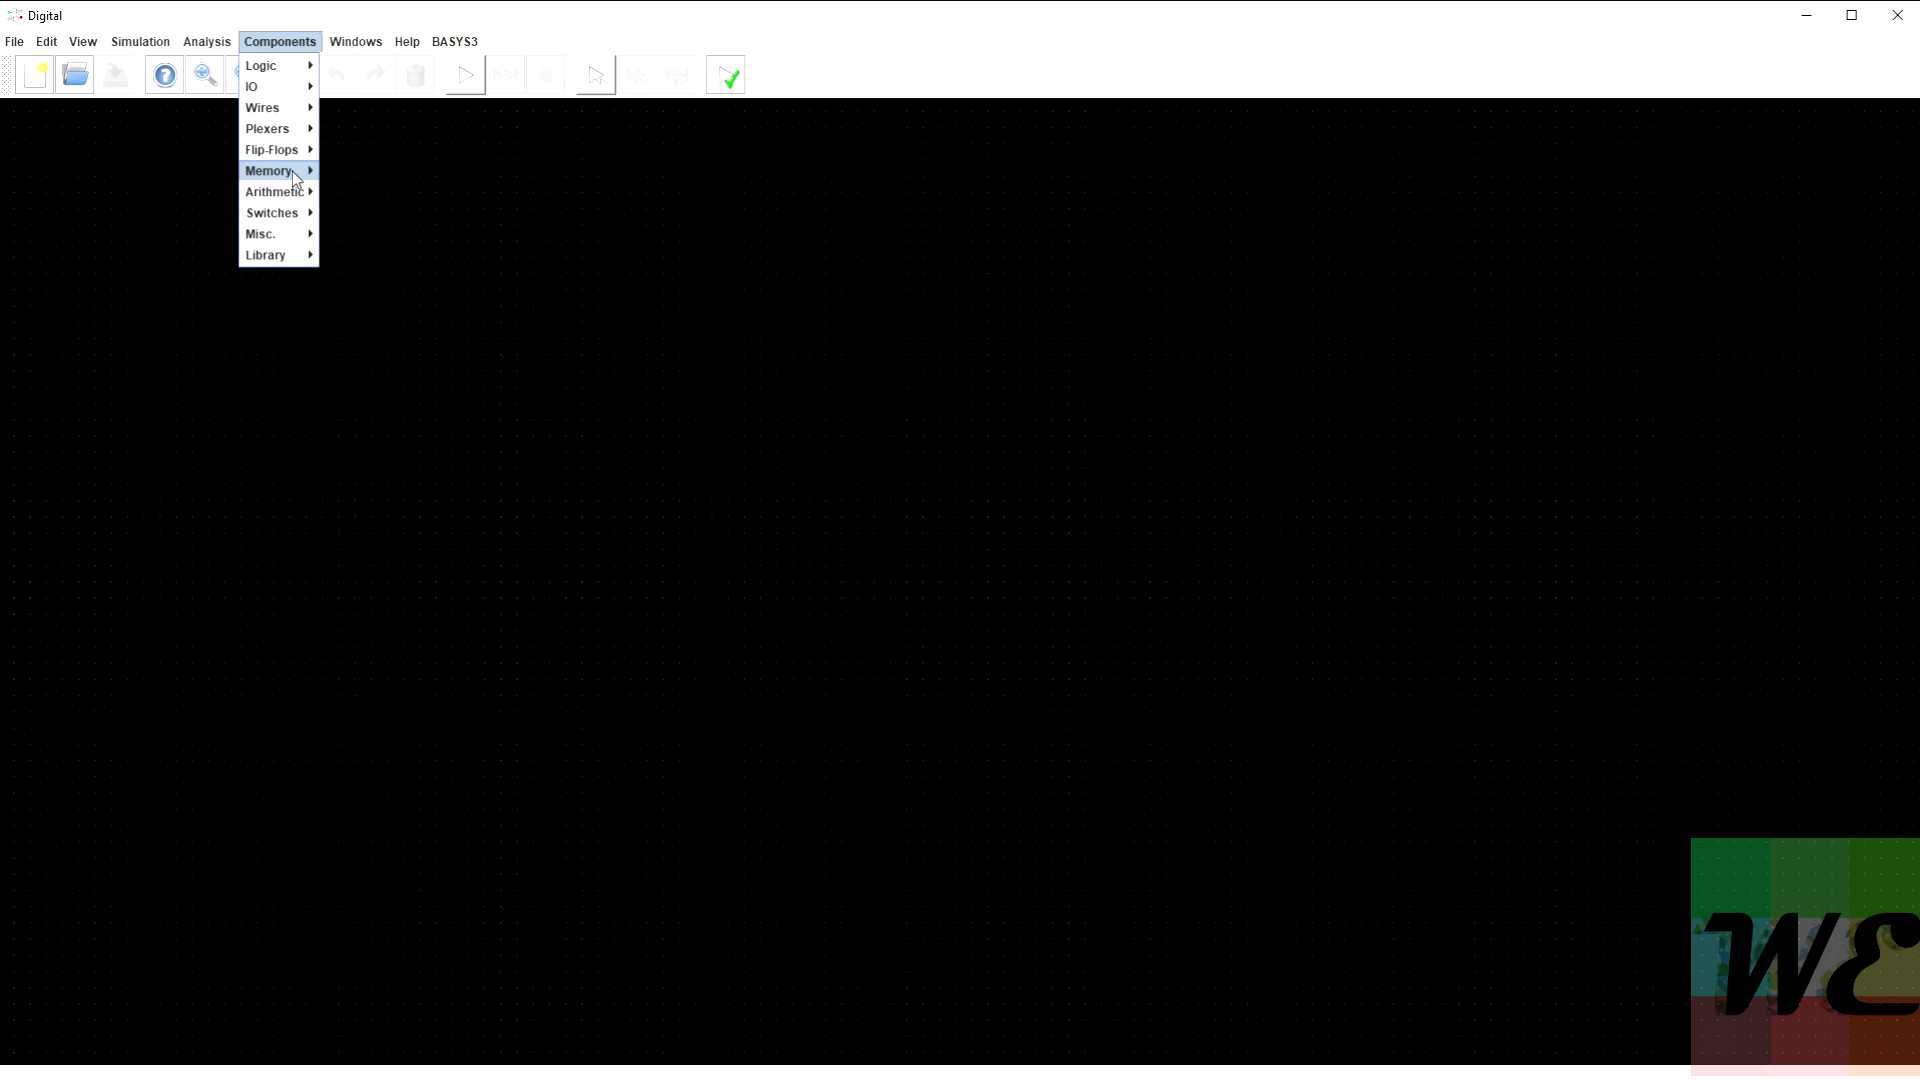 Digital
File Edit View Simulation Analysis Components Windows Help BASYS3
Logic
IO
Wires
Plexers
Flip-Flops
Memory
Arithmetic
Switches
Misc.
Library
WE